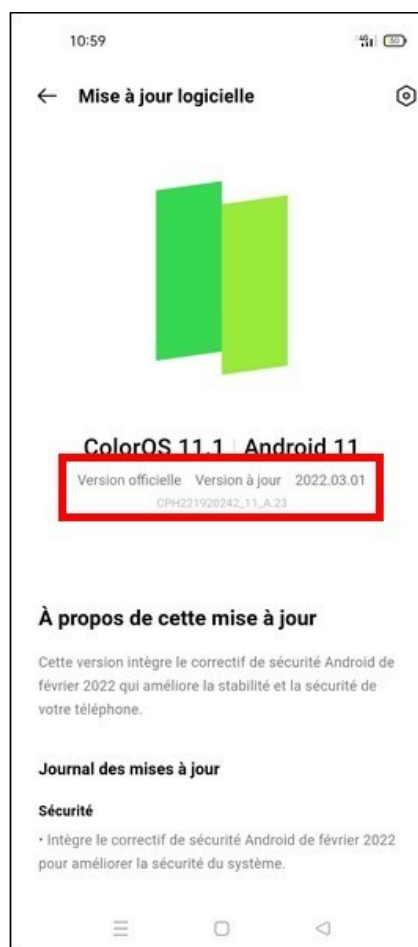 10:59
4G 50
Mise à jour logicielle
ColorOS 11.1 | Android 11
Version officielle Version à jour 2022.03.01
CPH221920242_11_A.23
À propos de cette mise à jour
Cette version intègre le correctif de sécurité Android de
février 2022 qui améliore la stabilité et la sécurité de
votre téléphone.
Journal des mises à jour
Sécurité
• Intègre le correctif de sécurité Android de février 2022
pour améliorer la sécurité du système.